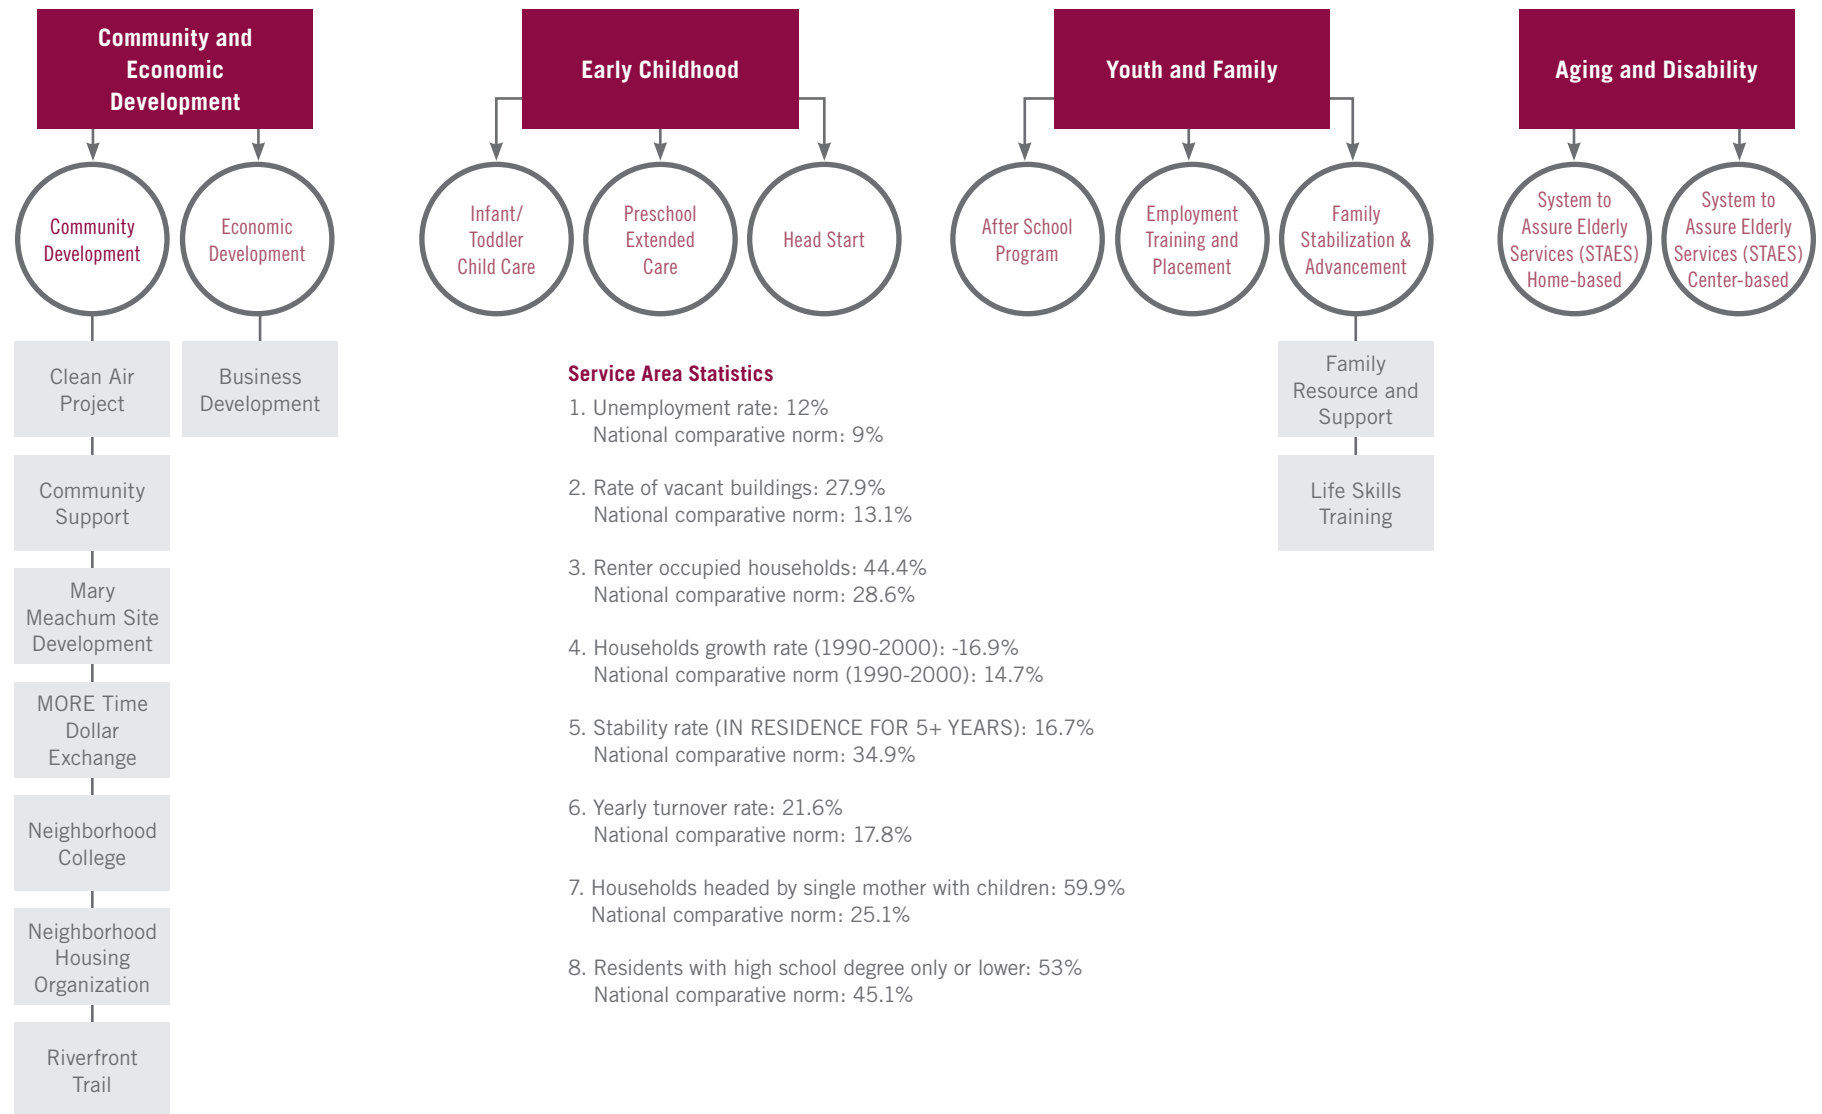 Community and
Economic
Development
Early Childhood
Youth and Family
Aging and Disability
Community
Development
Economic
Development
Infant/
Toddler
Child Care
Preschool
Extended
Care
Head Start
After School
Program
Employment
Training and
Placement
Family
Stabilization &
Advancement
System to
Assure Elderly
Services (STAES)
Home-based
System to
Assure Elderly
Services (STAES)
Center-based
Clean Air
Project
Community
Support
Mary
Meachum Site
Development
MORE Time
Dollar
Exchange
Neighborhood
College
Neighborhood
Housing
Organization
Riverfront
Trail
Business
Development
Service Area Statistics
1. Unemployment rate: 12%
National comparative norm: 9%
2. Rate of vacant buildings: 27.9%
National comparative norm: 13.1%
3. Renter occupied households: 44.4%
National comparative norm: 28.6%
4. Households growth rate (1990-2000): -16.9%
National comparative norm (1990-2000): 14.7%
5. Stability rate (IN RESIDENCE FOR 5+ YEARS): 16.7%
National comparative norm: 34.9%
6. Yearly turnover rate: 21.6%
National comparative norm: 17.8%
7. Households headed by single mother with children: 59.9%
National comparative norm: 25.1%
8. Residents with high school degree only or lower: 53%
National comparative norm: 45.1%
Family
Resource and
Support
Life Skills
Training